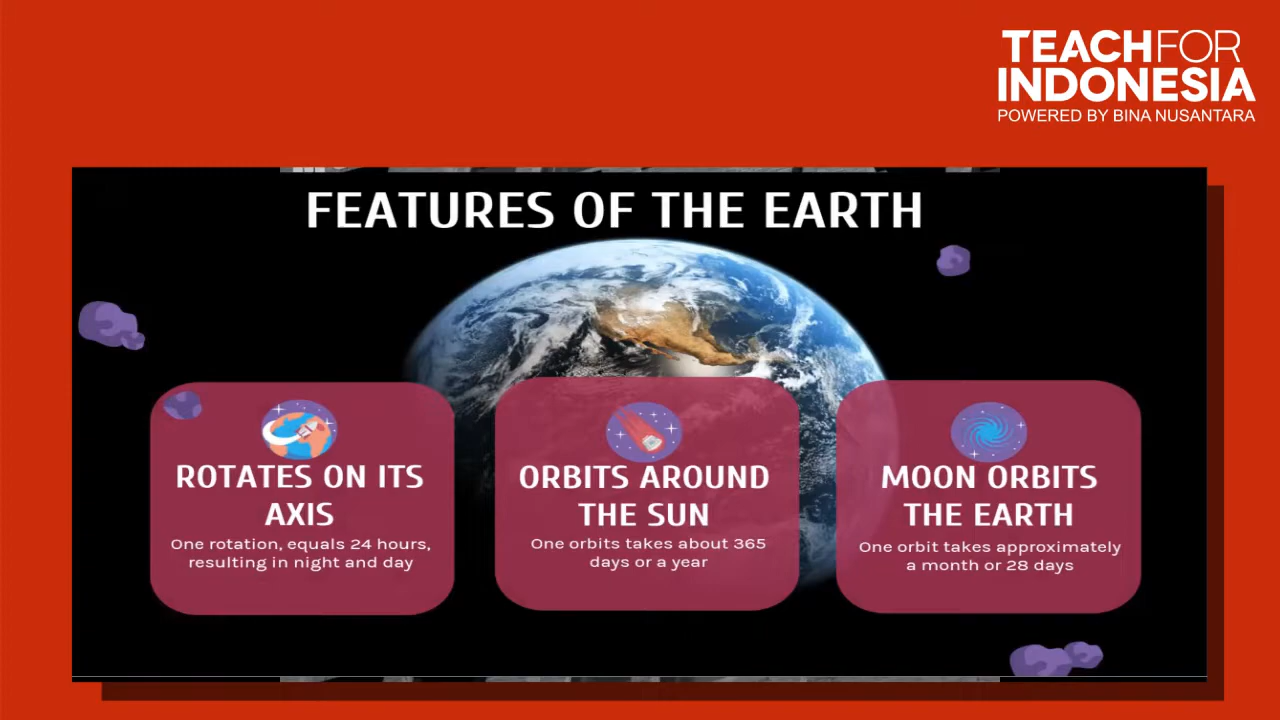 TEACHFOR
INDONESIA
POWERED BY BINA NUSANTARA
FEATURES OF THE EARTH
ROTATES ON ITS
AXIS
One rotation, equals 24 hours,
resulting in night and day
ORBITS AROUND
THE SUN
One orbits takes about 365
days or a year
MOON ORBITS
THE EARTH
One orbit takes approximately
a month or 28 days